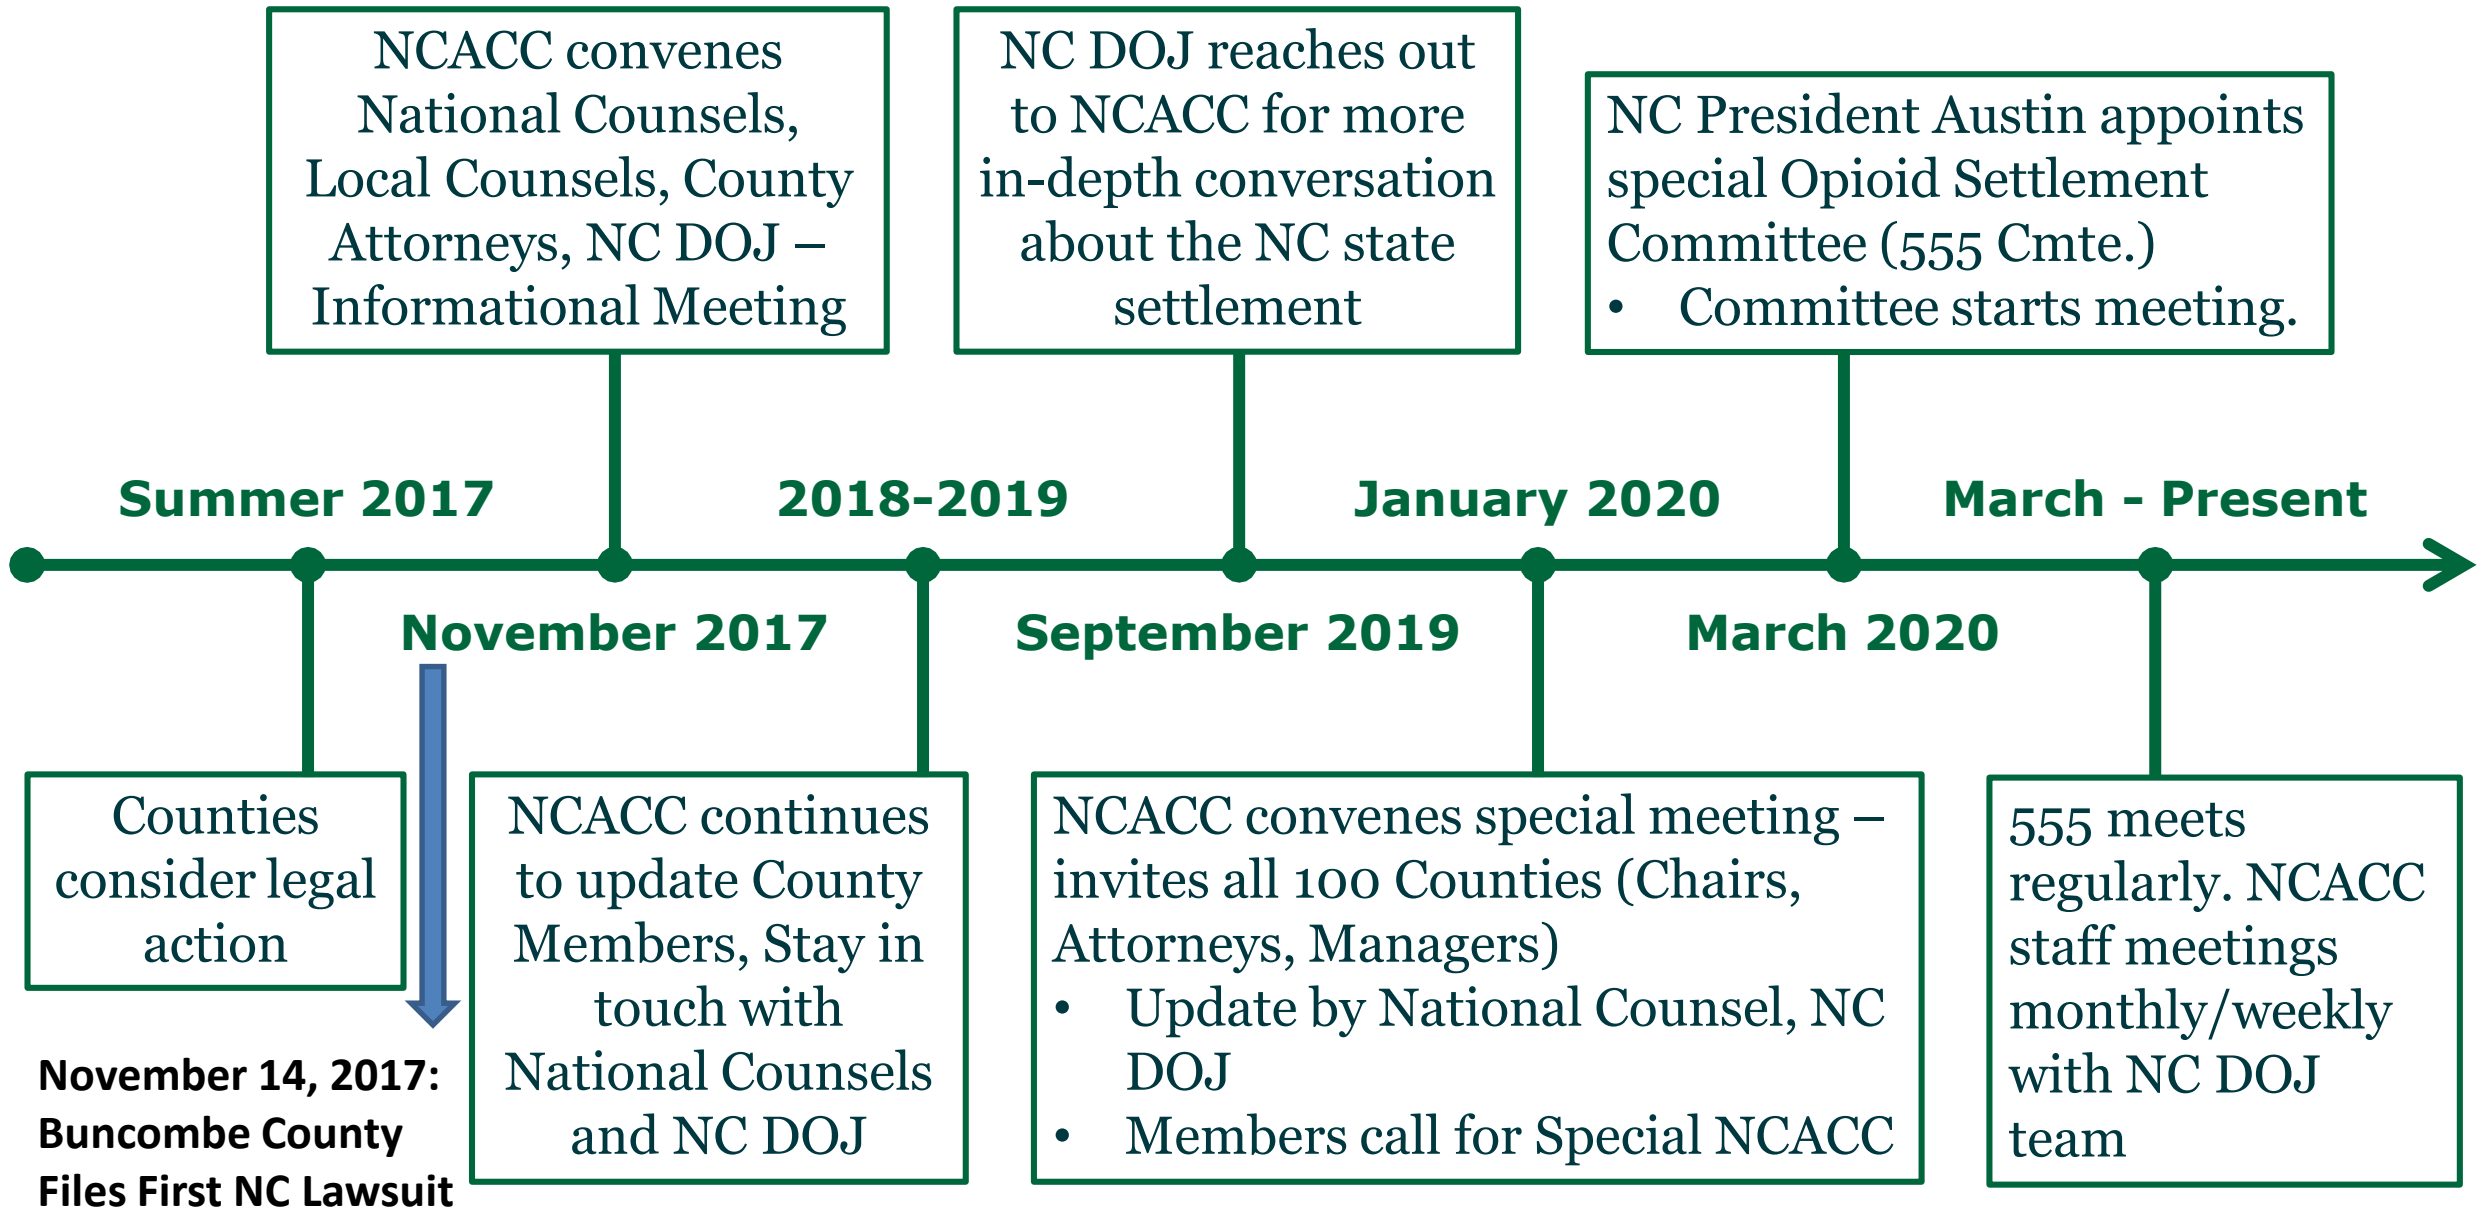 NCACC convenes
National Counsels,
Local Counsels, County
Attorneys, NC DOJ –
Informational Meeting
NC DOJ reaches out
to NCACC for more
in-depth conversation
about the NC state
settlement
NC President Austin appoints
special Opioid Settlement
Committee (555 Cmte.)
• Committee starts meeting.
Summer 2017
2018-2019
January 2020
March - Present
November 2017
September 2019
March 2020
Counties
consider legal
action
November 14, 2017:
Buncombe County
Files First NC Lawsuit
NCACC continues
to update County
Members, Stay in
touch with
National Counsels
and NC DOJ
NCACC convenes special meeting –
invites all 100 Counties (Chairs,
Attorneys, Managers)
• Update by National Counsel, NC
DOJ
• Members call for Special NCACC
555 meets
regularly. NCACC
staff meetings
monthly/weekly
with NC DOJ
team